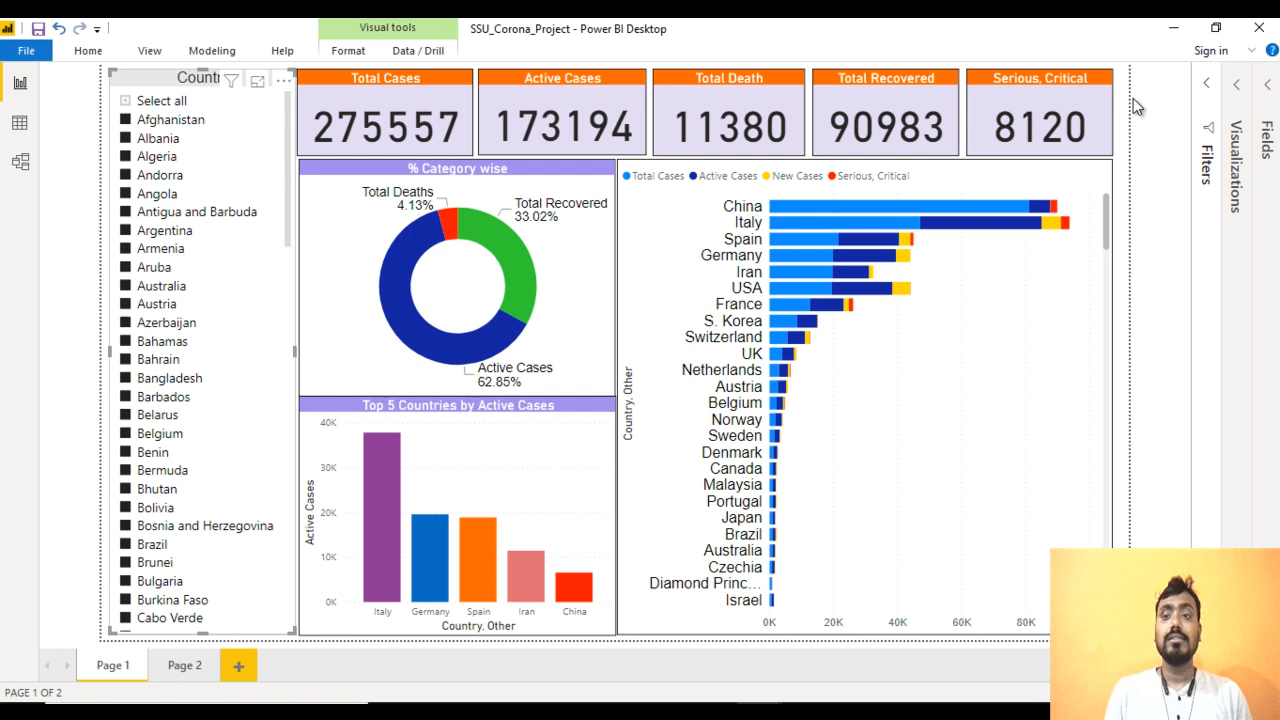 Visual tools
SSU_Corona_Project - Power BI Desktop
File Home View Modeling Help Format Data / Drill
Sign in
Countr
Select all
Afghanistan
Albania
Algeria
Andorra
Angola
Antigua and Barbuda
Argentina
Armenia
Aruba
Australia
Austria
Azerbaijan
Bahamas
Bahrain
Bangladesh
Barbados
Belarus
Belgium
Benin
Bermuda
Bhutan
Bolivia
Bosnia and Herzegovina
Brazil
Brunei
Bulgaria
Burkina Faso
Cabo Verde
Total Cases
275557
Active Cases
173194
Total Death
11380
Total Recovered
90983
Serious, Critical
8120
% Category wise
Total Deaths
4.13%
Total Recovered
33.02%
Active Cases
62.85%
Top 5 Countries by Active Cases
Active Cases
40K
30K
20K
10K
0K
Italy Germany Spain Iran China
Country, Other
Total Cases Active Cases New Cases Serious, Critical
Country, Other
China
Italy
Spain
Germany
Iran
USA
France
S. Korea
Switzerland
UK
Netherlands
Austria
Belgium
Norway
Sweden
Denmark
Canada
Malaysia
Portugal
Japan
Brazil
Australia
Czechia
Diamond Princ...
Israel
0K 20K 40K 60K 80K
Filters
Visualizations
Fields
Page 1 Page 2
PAGE 1 OF 2